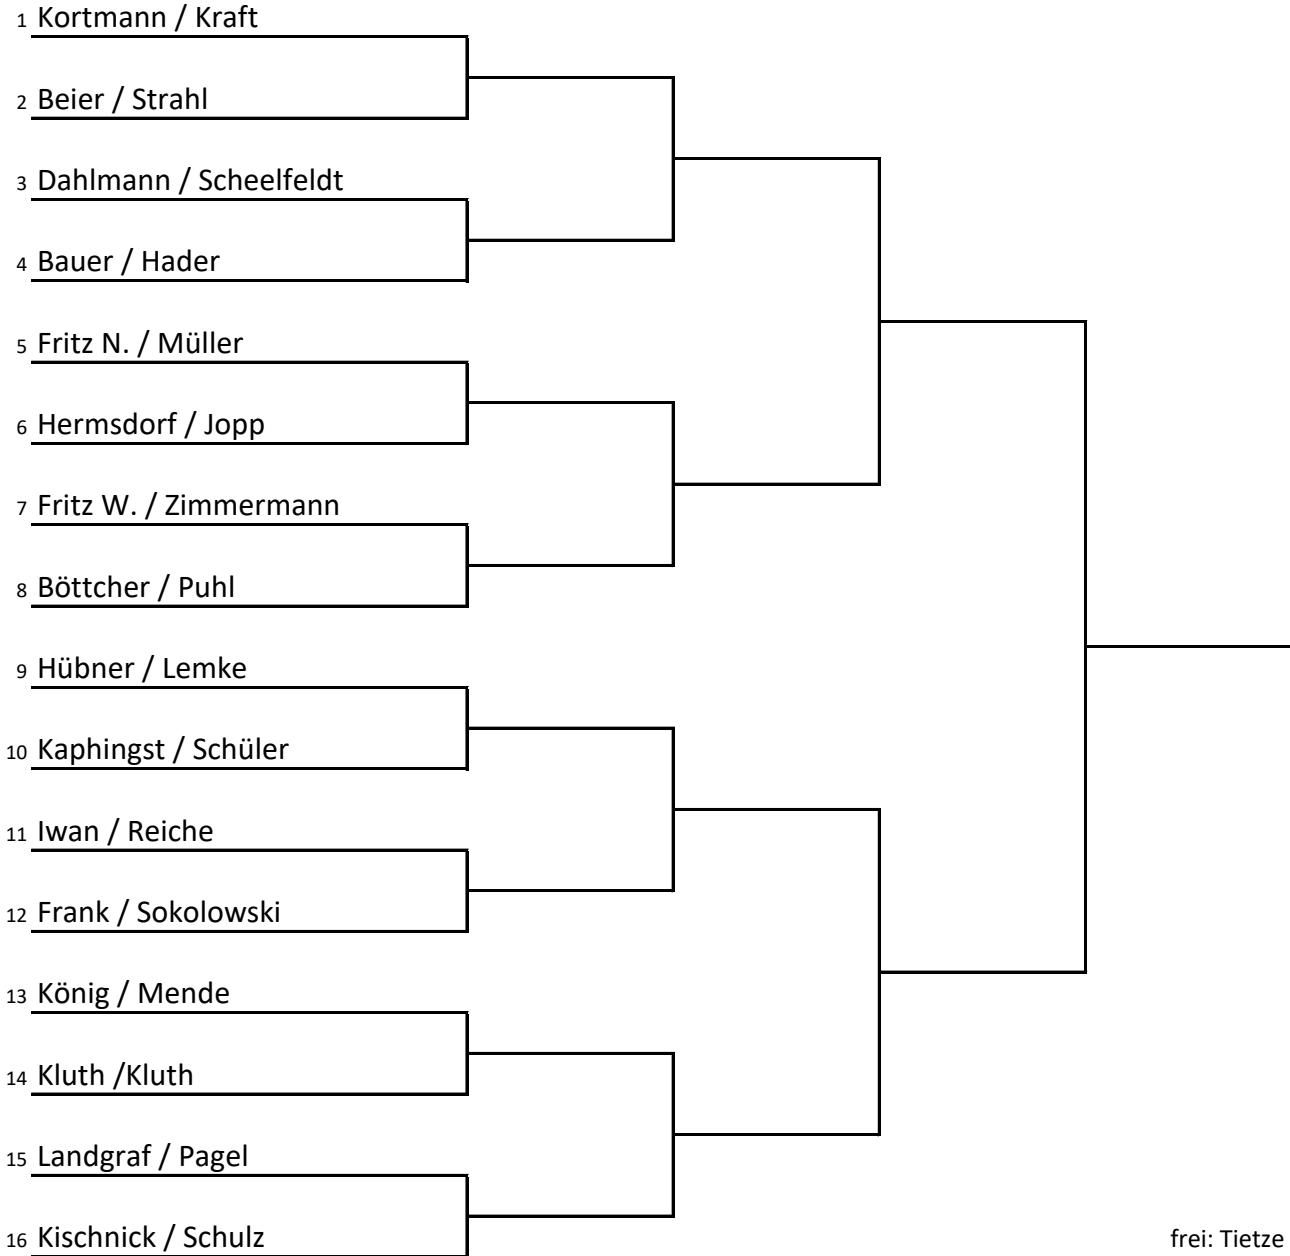 1 Kortmann / Kraft
2 Beier / Strahl
3 Dahlmann / Scheelfeldt
4 Bauer / Hader
5 Fritz N. / Müller
6 Hermsdorf / Jopp
7 Fritz W. / Zimmermann
8 Böttcher / Puhl
9 Hübner / Lemke
10 Kaphingst / Schüler
11 Iwan / Reiche
12 Frank / Sokolowski
13 König / Mende
14 Kluth /Kluth
15 Landgraf / Pagel
16 Kischnick / Schulz
frei: Tietze